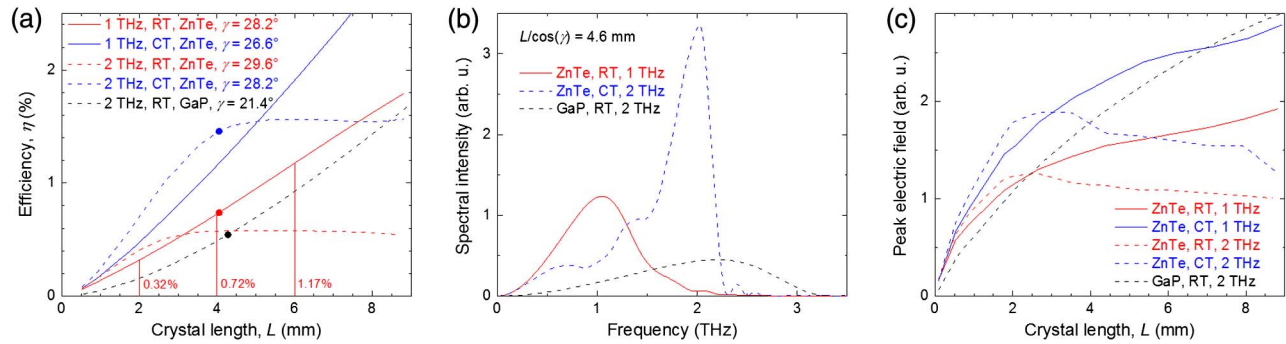 (a)
1 THz, RT, ZnTe, γ = 28.2°
1 THz, CT, ZnTe, γ = 26.6°
2 THz, RT, ZnTe, γ = 29.6°
2 THz, CT, ZnTe, γ = 28.2°
2 THz, RT, GaP, γ = 21.4°
Efficiency, η (%)
2
1
0
0.32%
0.72%
1.17%
0 2 4 6 8
Crystal length, L (mm)
(b)
L/cos(γ) = 4.6 mm
ZnTe, RT, 1 THz
ZnTe, CT, 2 THz
GaP, RT, 2 THz
Spectral intensity (arb. u.)
3
2
1
0
0 1 2 3
Frequency (THz)
(c)
Peak electric field (arb. u.)
2
1
0
ZnTe, RT, 1 THz
ZnTe, CT, 1 THz
ZnTe, RT, 2 THz
ZnTe, CT, 2 THz
GaP, RT, 2 THz
0 2 4 6 8
Crystal length, L (mm)